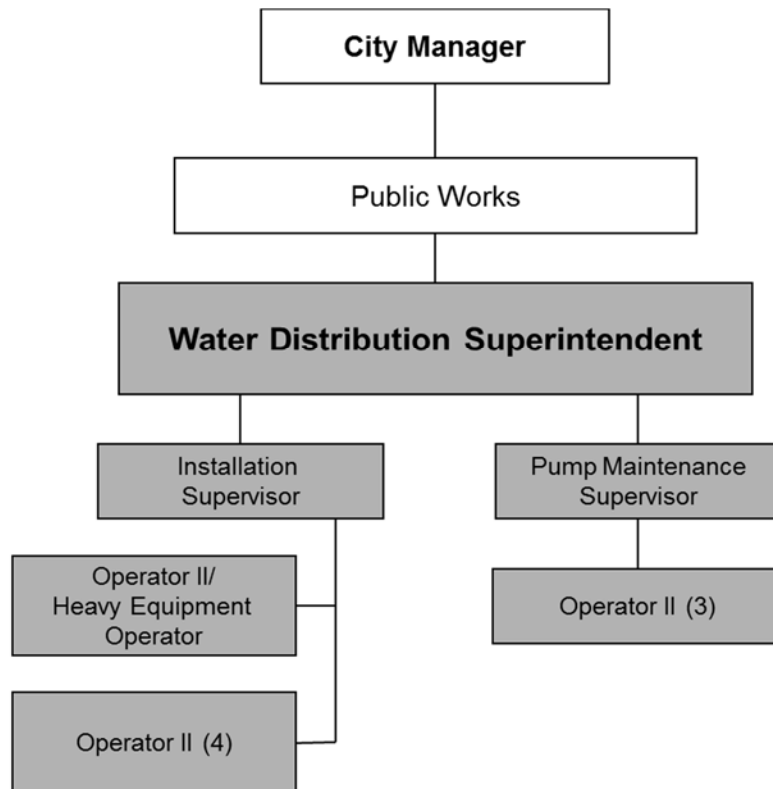 City Manager
Public Works
Water Distribution Superintendent
Installation
Supervisor
Pump Maintenance
Supervisor
Operator II/
Heavy Equipment
Operator
Operator II (3)
Operator II (4)